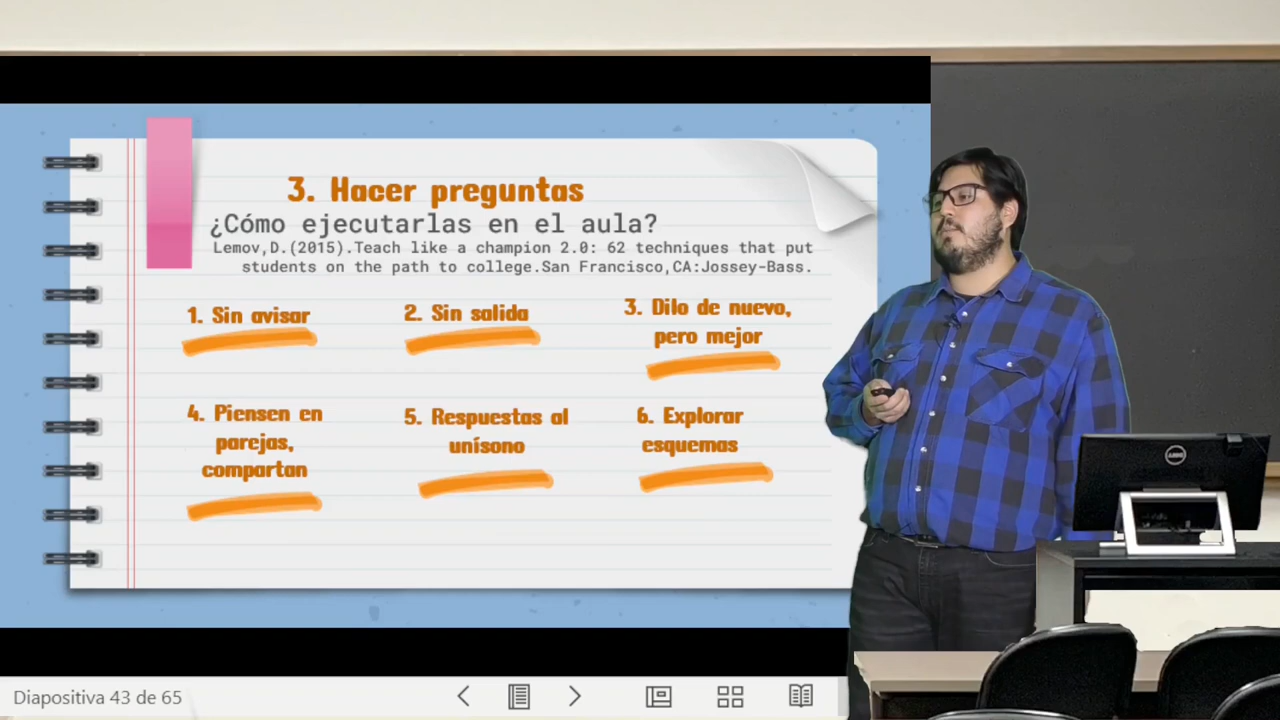 3. Hacer preguntas
¿Cómo ejecutarlas en el aula?
Lemov,D.(2015).Teach like a champion 2.0: 62 techniques that put
students on the path to college.San Francisco,CA:Jossey-Bass.
1. Sin avisar
2. Sin salida
3. Dilo de nuevo,
pero mejor
4. Piensen en
parejas,
compartan
5. Respuestas al
unísono
6. Explorar
esquemas
DELL
Diapositiva 43 de 65